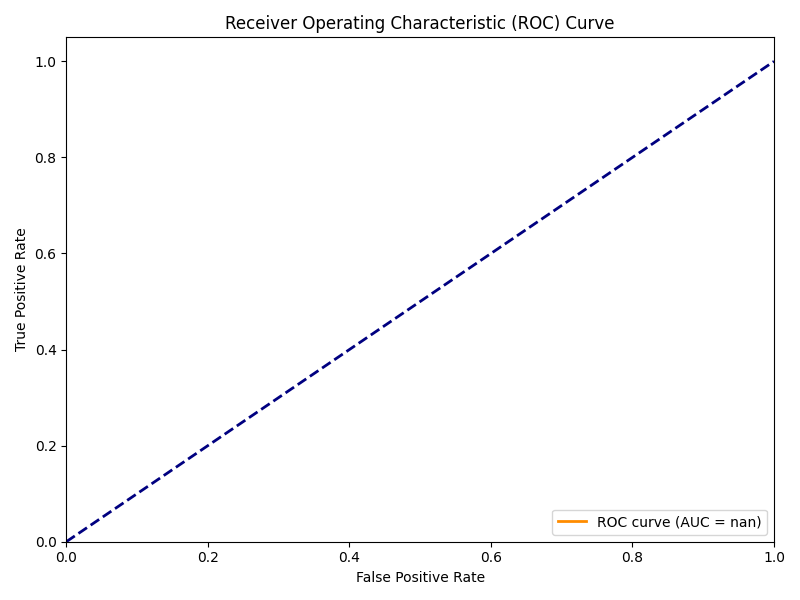 Receiver Operating Characteristic (ROC) Curve
True Positive Rate
1.0
0.8
0.6
0.4
0.2
0.0
ROC curve (AUC = nan)
0.0 0.2 0.4 0.6 0.8 1.0
False Positive Rate